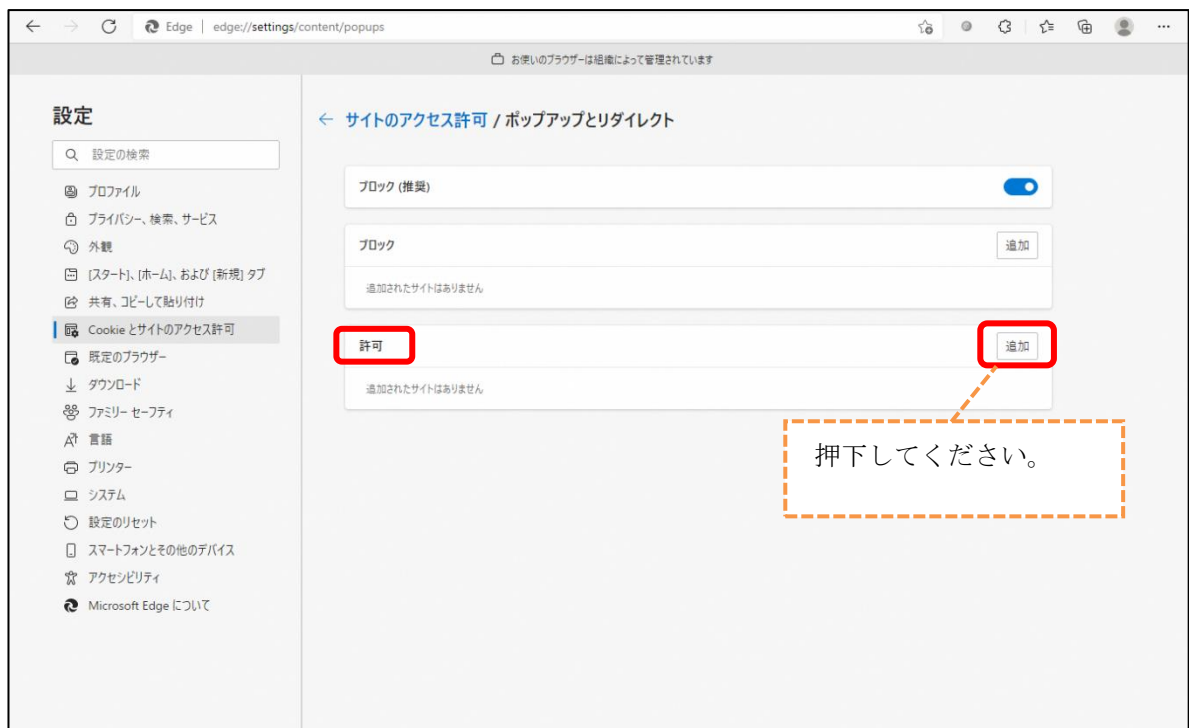 Edge | edge://settings/content/popups
お使いのブラウザーは組織によって管理されています
設定
設定の検索
プロファイル
プライバシー、検索、サービス
外観
[スタート]、[ホーム]、および [新規] タブ
共有、コピーして貼り付け
Cookie とサイトのアクセス許可
既定のブラウザー
ダウンロード
ファミリー セーフティ
言語
プリンター
システム
設定のリセット
スマートフォンとその他のデバイス
アクセシビリティ
Microsoft Edge について
サイトのアクセス許可 / ポップアップとリダイレクト
ブロック (推奨)
ブロック 追加
追加されたサイトはありません
許可 追加
追加されたサイトはありません
押下してください。